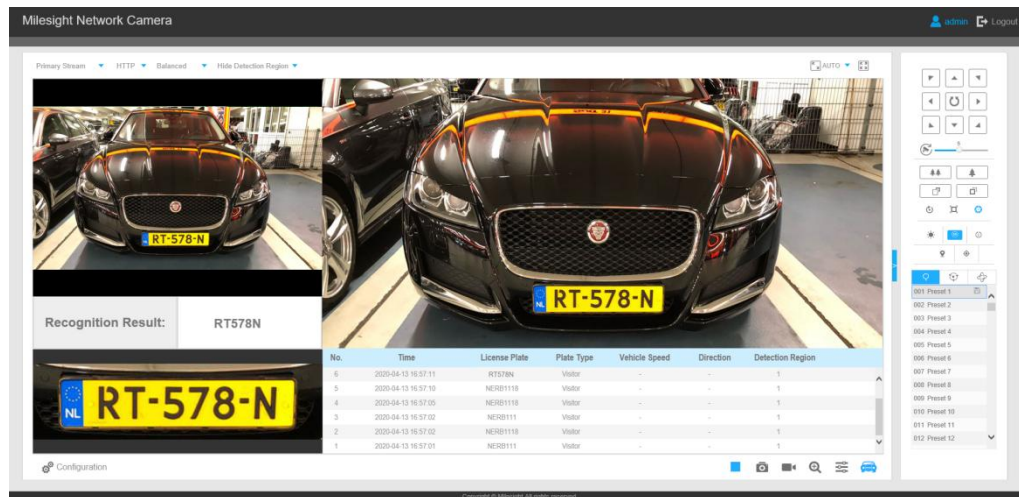 Milesight Network Camera
admin Logout
Primary Stream HTTP Balanced Hide Detection Region AUTO
RT-578-N
NL RT-578-N
Recognition Result: RT578N
NL RT-578-N
No. Time License Plate Plate Type Vehicle Speed Direction Detection Region
6 2020-04-13 16:57:11 RT578N Visitor - - 1
5 2020-04-13 16:57:10 NERB1118 Visitor - - 1
4 2020-04-13 16:57:05 NERB1118 Visitor - - 1
3 2020-04-13 16:57:02 NERB111 Visitor - - 1
2 2020-04-13 16:57:02 NERB1118 Visitor - - 1
1 2020-04-13 16:57:01 NERB111 Visitor - - 1
Configuration
001 Preset 1
002 Preset 2
003 Preset 3
004 Preset 4
005 Preset 5
006 Preset 6
007 Preset 7
008 Preset 8
009 Preset 9
010 Preset 10
011 Preset 11
012 Preset 12
Copyright © Milesight All rights reserved